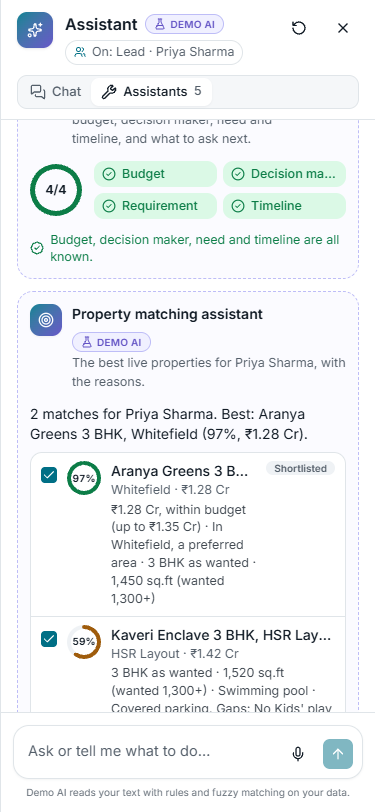 Assistant
DEMO AI
On: Lead · Priya Sharma
Chat
Assistants 5
budget, decision maker, need and
timeline, and what to ask next.
4/4
Budget
Decision ma...
Requirement
Timeline
Budget, decision maker, need and timeline are all
known.
Property matching assistant
DEMO AI
The best live properties for Priya Sharma, with
the reasons.
2 matches for Priya Sharma. Best: Aranya
Greens 3 BHK, Whitefield (97%, ₹1.28 Cr).
97%
Aranya Greens 3 B...
Shortlisted
Whitefield · ₹1.28 Cr
₹1.28 Cr, within budget
(up to ₹1.35 Cr) · In
Whitefield, a preferred
area · 3 BHK as wanted ·
1,450 sq.ft (wanted
1,300+)
59%
Kaveri Enclave 3 BHK, HSR Lay...
HSR Layout · ₹1.42 Cr
3 BHK as wanted · 1,520 sq.ft
(wanted 1,300+) · Swimming pool ·
Covered parking. Gaps: No Kids' play
Ask or tell me what to do...
Demo AI reads your text with rules and fuzzy matching on your data.